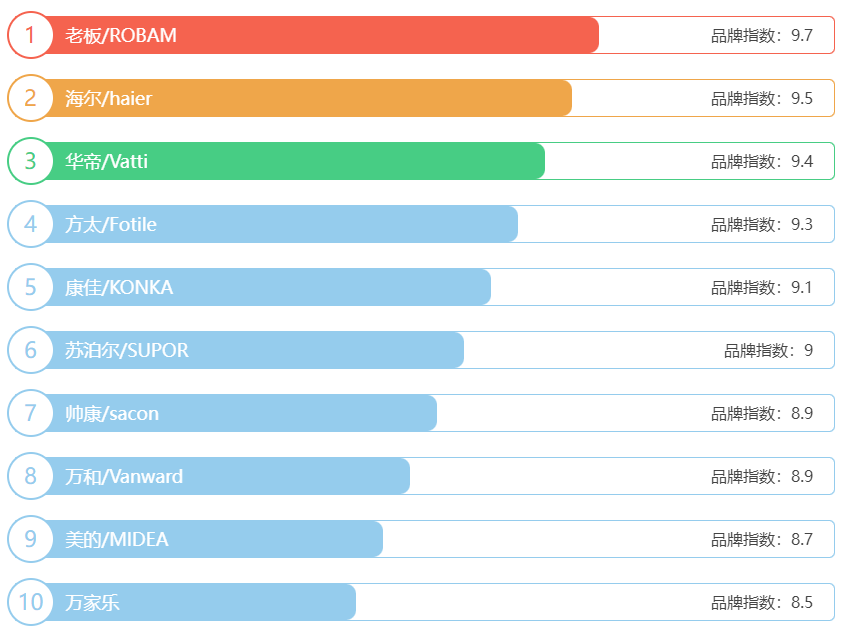 1 老板/ROBAM 品牌指数：9.7
2 海尔/haier 品牌指数：9.5
3 华帝/Vatti 品牌指数：9.4
4 方太/Fotile 品牌指数：9.3
5 康佳/KONKA 品牌指数：9.1
6 苏泊尔/SUPOR 品牌指数：9
7 帅康/sacon 品牌指数：8.9
8 万和/Vanward 品牌指数：8.9
9 美的/MIDEA 品牌指数：8.7
10 万家乐 品牌指数：8.5